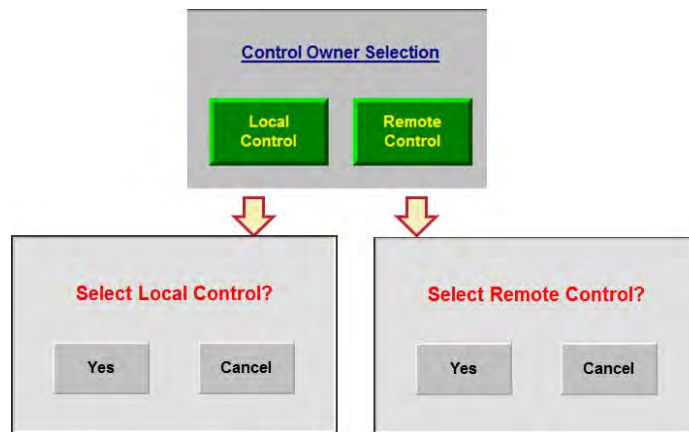 Control Owner Selection
Local
Control
Remote
Control
Select Local Control?
Yes
Cancel
Select Remote Control?
Yes
Cancel